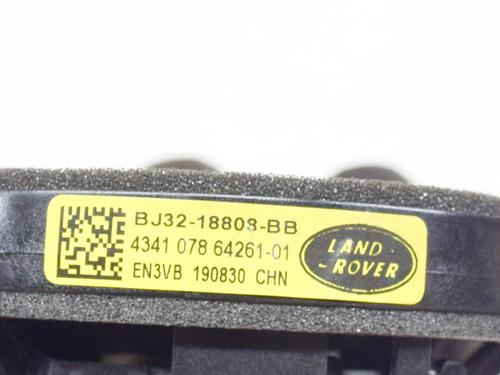 BJ32-18808-BB
4341 078 64261-01
EN3VB 190830 CHN
LAND
-ROVER